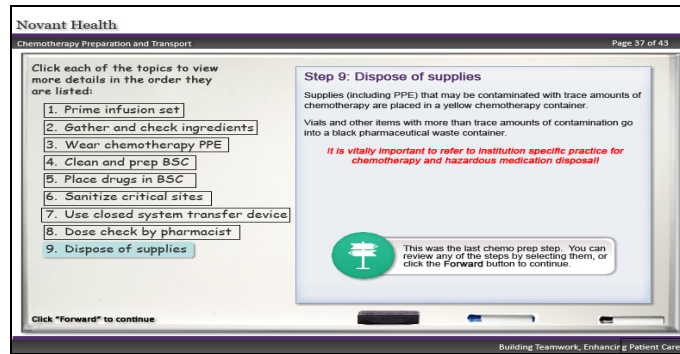 Novant Health
Chemotherapy Preparation and Transport
Page 37 of 43
Click each of the topics to view
more details in the order they
are listed:
1. Prime infusion set
2. Gather and check ingredients
3. Wear chemotherapy PPE
4. Clean and prep BSC
5. Place drugs in BSC
6. Sanitize critical sites
7. Use closed system transfer device
8. Dose check by pharmacist
9. Dispose of supplies
Step 9: Dispose of supplies
Supplies (including PPE) that may be contaminated with trace amounts of
chemotherapy are placed in a yellow chemotherapy container.
Vials and other items with more than trace amounts of contamination go
into a black pharmaceutical waste container.
It is vitally important to refer to institution specific practice for
chemotherapy and hazardous medication disposal!
This was the last chemo prep step. You can
review any of the steps by selecting them, or
click the Forward button to continue.
Click "Forward" to continue
Building Teamwork, Enhancing Patient Care